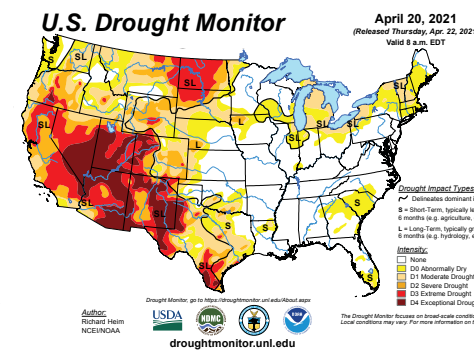 U.S. Drought Monitor
April 20, 2021
(Released Thursday, Apr. 22, 2021
Valid 8 a.m. EDT
S
SL
SL
SL
SL
L
L
SL
SL
SL
SL
SL
SL
SL
S
S
S
S
Drought Impact Types:
Delineates dominant i
S = Short-Term, typically le
6 months (e.g. agriculture,
L = Long-Term, typically gr
6 months (e.g. hydrology, e
Intensity:
None
D0 Abnormally Dry
D1 Moderate Drought
D2 Severe Drought
D3 Extreme Drought
D4 Exceptional Droug
Drought Monitor, go to https://droughtmonitor.unl.edu/About.aspx
Author:
Richard Heim
NCEI/NOAA
USDA
NDMC
NOAA
The Drought Monitor focuses on broad-scale conditio
Local conditions may vary. For more information on t
droughtmonitor.unl.edu